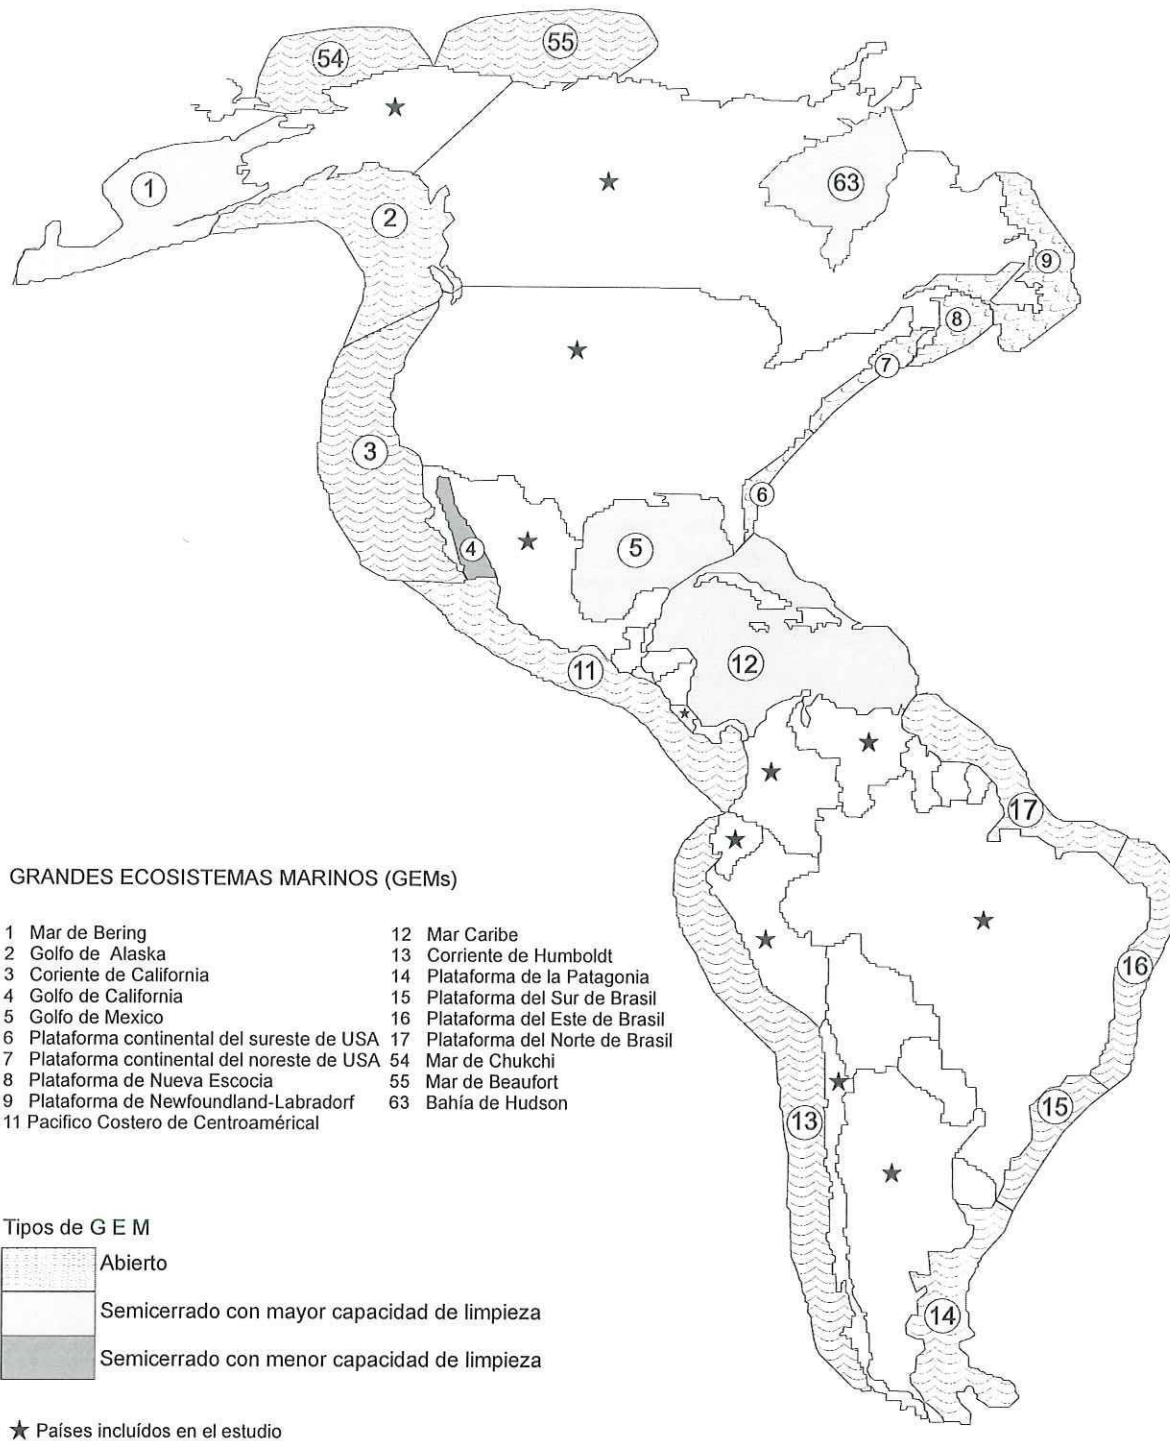 54
55
1
2
63
9
8
7
3
6
4
5
12
11
17
16
13
15
14
GRANDES ECOSISTEMAS MARINOS (GEMs)
1 Mar de Bering
2 Golfo de Alaska
3 Coriente de California
4 Golfo de California
5 Golfo de Mexico
6 Plataforma continental del sureste de USA
7 Plataforma continental del noreste de USA
8 Plataforma de Nueva Escocia
9 Plataforma de Newfoundland-Labradorf
11 Pacifico Costero de Centroamérical
12 Mar Caribe
13 Corriente de Humboldt
14 Plataforma de la Patagonia
15 Plataforma del Sur de Brasil
16 Plataforma del Este de Brasil
17 Plataforma del Norte de Brasil
54 Mar de Chukchi
55 Mar de Beaufort
63 Bahía de Hudson
Tipos de G E M
Abierto
Semicerrado con mayor capacidad de limpieza
Semicerrado con menor capacidad de limpieza
★ Países incluídos en el estudio